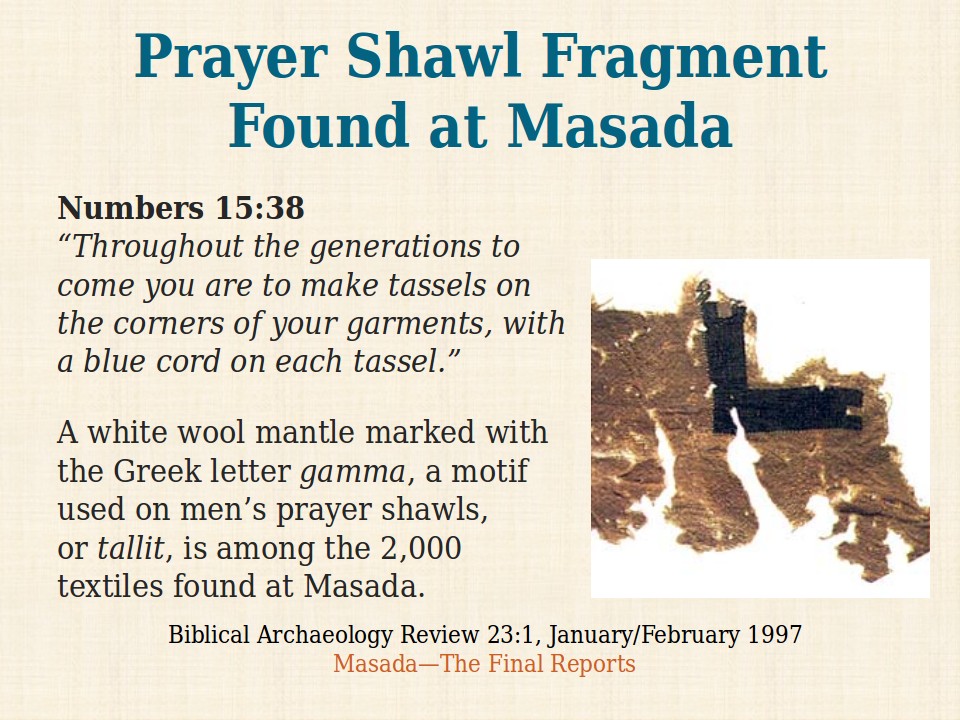 Prayer Shawl Fragment
Found at Masada
Numbers 15:38
“Throughout the generations to
come you are to make tassels on
the corners of your garments, with
a blue cord on each tassel.”
A white wool mantle marked with
the Greek letter gamma, a motif
used on men’s prayer shawls,
or tallit, is among the 2,000
textiles found at Masada.
Biblical Archaeology Review 23:1, January/February 1997
Masada—The Final Reports